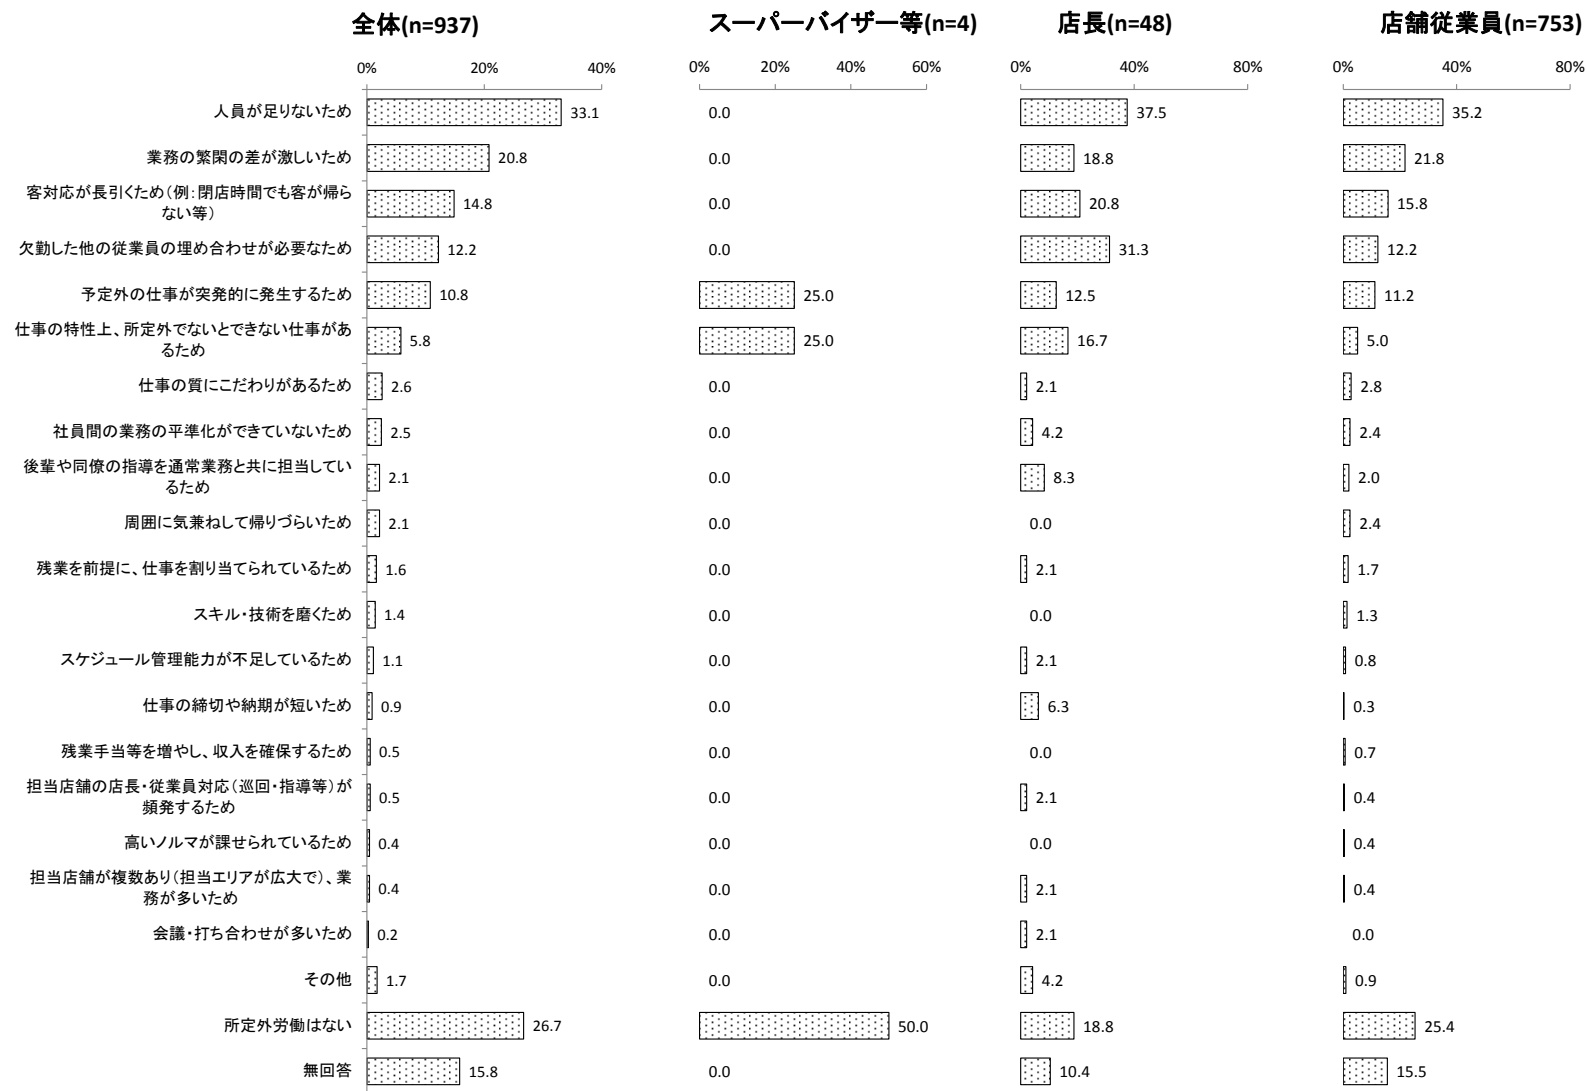 全体(n=937) スーパーバイザー等(n=4) 店長(n=48) 店舗従業員(n=753)
0% 20% 40% 0% 20% 40% 60% 0% 40% 80% 0% 40% 80%
人員が足りないため 33.1 0.0 37.5 35.2
業務の繁閑の差が激しいため 20.8 0.0 18.8 21.8
客対応が長引くため（例：閉店時間でも客が帰ら
ない等） 14.8 0.0 20.8 15.8
欠勤した他の従業員の埋め合わせが必要なため 12.2 0.0 31.3 12.2
予定外の仕事が突発的に発生するため 10.8 25.0 12.5 11.2
仕事の特性上、所定外でないとできない仕事があ
るため 5.8 25.0 16.7 5.0
仕事の質にこだわりがあるため 2.6 0.0 2.1 2.8
社員間の業務の平準化ができていないため 2.5 0.0 4.2 2.4
後輩や同僚の指導を通常業務と共に担当してい
るため 2.1 0.0 8.3 2.0
周囲に気兼ねして帰りづらいため 2.1 0.0 0.0 2.4
残業を前提に、仕事を割り当てられているため 1.6 0.0 2.1 1.7
スキル・技術を磨くため 1.4 0.0 0.0 1.3
スケジュール管理能力が不足しているため 1.1 0.0 2.1 0.8
仕事の締切や納期が短いため 0.9 0.0 6.3 0.3
残業手当等を増やし、収入を確保するため 0.5 0.0 0.0 0.7
担当店舗の店長・従業員対応（巡回・指導等）が
頻発するため 0.5 0.0 2.1 0.4
高いノルマが課せられているため 0.4 0.0 0.0 0.4
担当店舗が複数あり（担当エリアが広大で）、業
務が多いため 0.4 0.0 2.1 0.4
会議・打ち合わせが多いため 0.2 0.0 2.1 0.0
その他 1.7 0.0 4.2 0.9
所定外労働はない 26.7 50.0 18.8 25.4
無回答 15.8 0.0 10.4 15.5